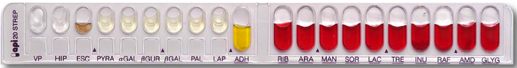 api 20 STREP
VP HIP ESC PYRA αGAL βGUR βGAL PAL LAP ADH RIB ARA MAN SOR LAC TRE INU RAF AMD GLYG